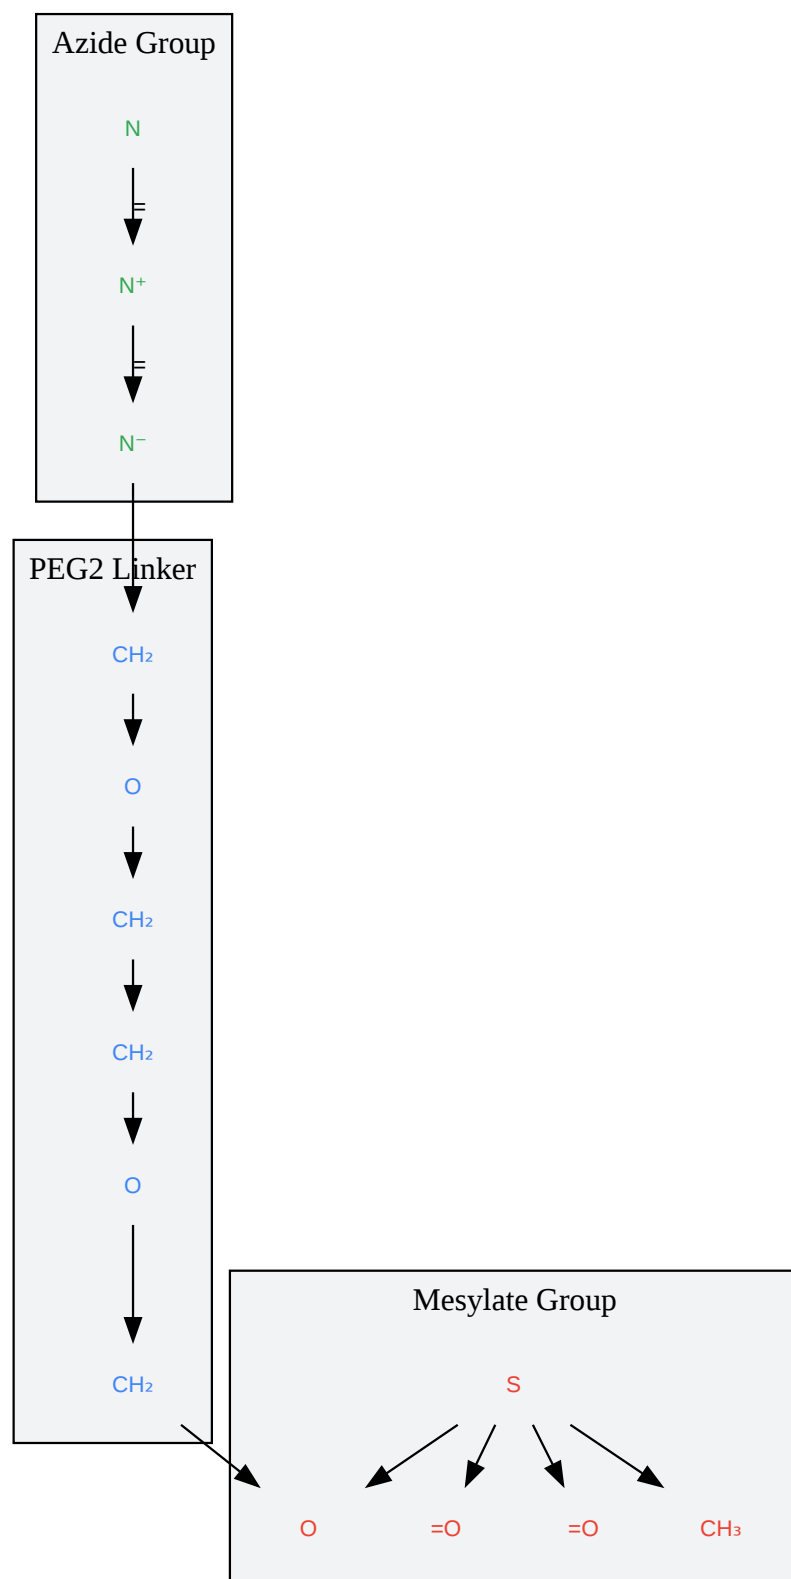 Azide Group
N
=
N⁺
=
N⁻
PEG2 Linker
CH₂
O
CH₂
CH₂
O
CH₂
Mesylate Group
S
O
=O
=O
CH₃